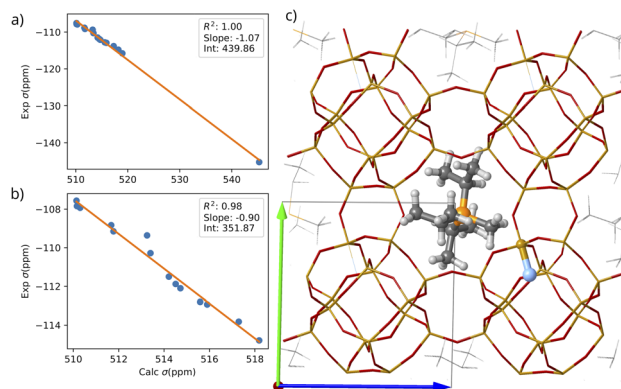 a)
R²: 1.00
Slope: -1.07
Int: 439.86
Exp σ(ppm)
−110
−120
−130
−140
510
520
530
540
b)
R²: 0.98
Slope: -0.90
Int: 351.87
Exp σ(ppm)
−108
−110
−112
−114
510
512
514
516
518
Calc σ(ppm)
c)